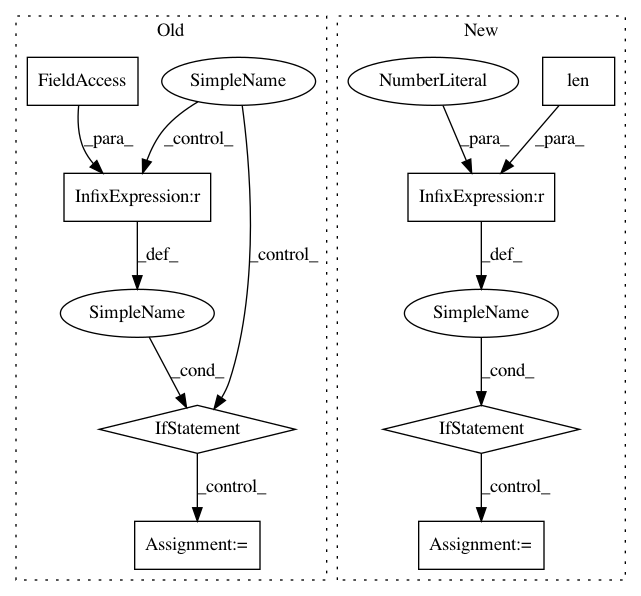 Old
New
FieldAccess
SimpleName
NumberLiteral
len
_para_
_control_
_para_
_para_
InfixExpression:r
InfixExpression:r
_def_
_control_
_def_
SimpleName
SimpleName
_cond_
_cond_
IfStatement
IfStatement
_control_
_control_
Assignment:=
Assignment:=